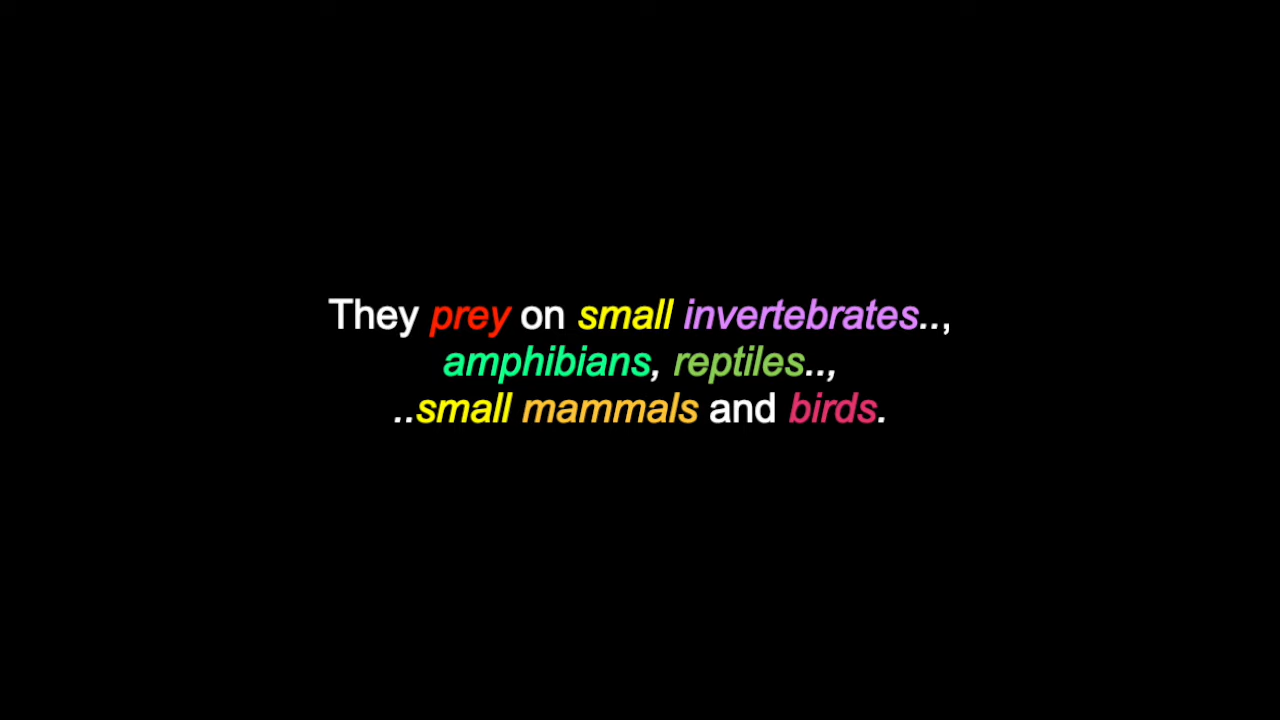 They prey on small invertebrates..,
amphibians, reptiles..,
..small mammals and birds.